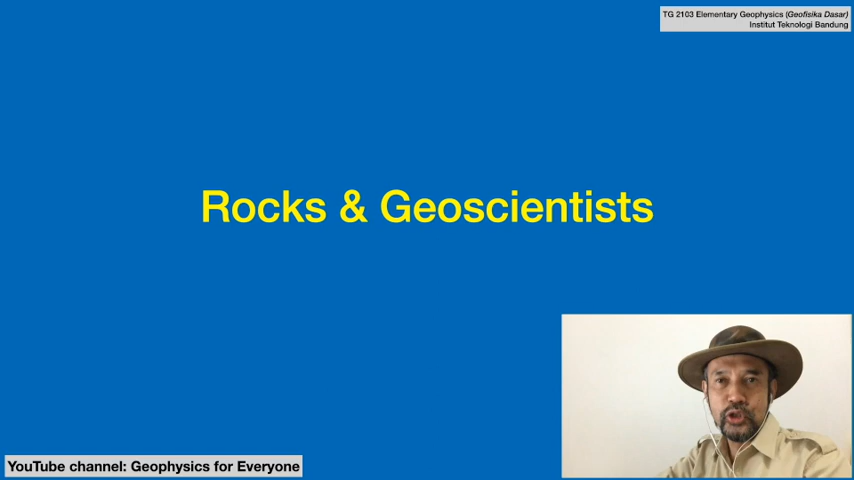 TG 2103 Elementary Geophysics (Geofisika Dasar)
Institut Teknologi Bandung
Rocks & Geoscientists
YouTube channel: Geophysics for Everyone